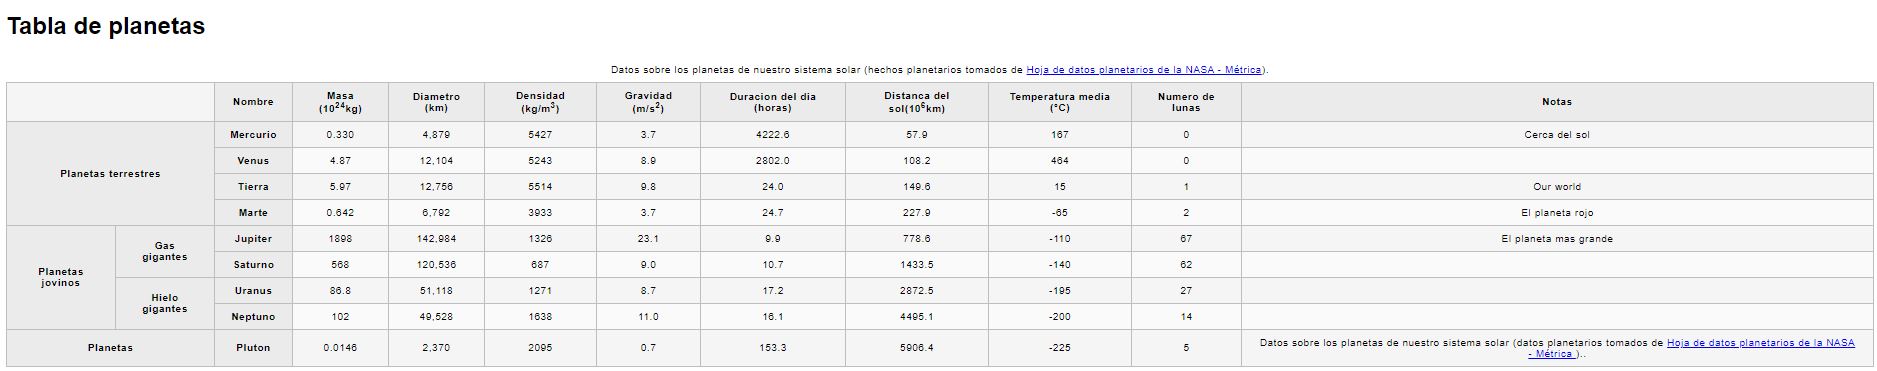 Tabla de planetas
Datos sobre los planetas de nuestro sistema solar (hechos planetarios tomados de Hoja de datos planetarios de la NASA - Métrica).
Nombre Masa (10²⁴kg) Diametro (km) Densidad (kg/m³) Gravidad (m/s²) Duracion del dia (horas) Distanca del sol(10⁶km) Temperatura media (°C) Numero de lunas Notas
Planetas terrestres Mercurio 0.330 4,879 5427 3.7 4222.6 57.9 167 0 Cerca del sol
Venus 4.87 12,104 5243 8.9 2802.0 108.2 464 0
Tierra 5.97 12,756 5514 9.8 24.0 149.6 15 1 Our world
Marte 0.642 6,792 3933 3.7 24.7 227.9 -65 2 El planeta rojo
Planetas jovinos Gas gigantes Jupiter 1898 142,984 1326 23.1 9.9 778.6 -110 67 El planeta mas grande
Saturno 568 120,536 687 9.0 10.7 1433.5 -140 62
Hielo gigantes Uranus 86.8 51,118 1271 8.7 17.2 2872.5 -195 27
Neptuno 102 49,528 1638 11.0 16.1 4495.1 -200 14
Planetas Pluton 0.0146 2,370 2095 0.7 153.3 5906.4 -225 5 Datos sobre los planetas de nuestro sistema solar (datos planetarios tomados de Hoja de datos planetarios de la NASA
- Métrica )..